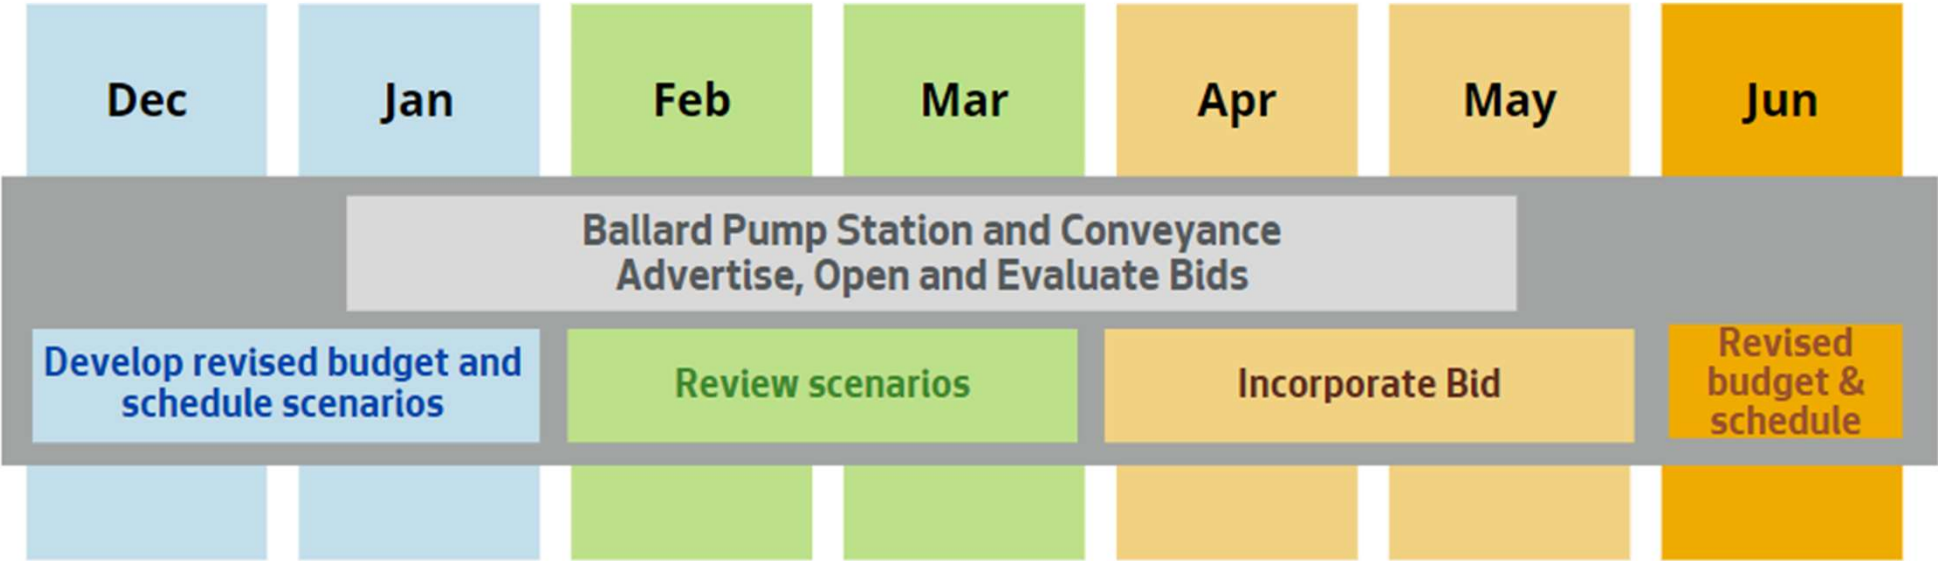 Dec
Jan
Feb
Mar
Apr
May
Jun
Ballard Pump Station and Conveyance
Advertise, Open and Evaluate Bids
Develop revised budget and
schedule scenarios
Review scenarios
Incorporate Bid
Revised
budget &
schedule